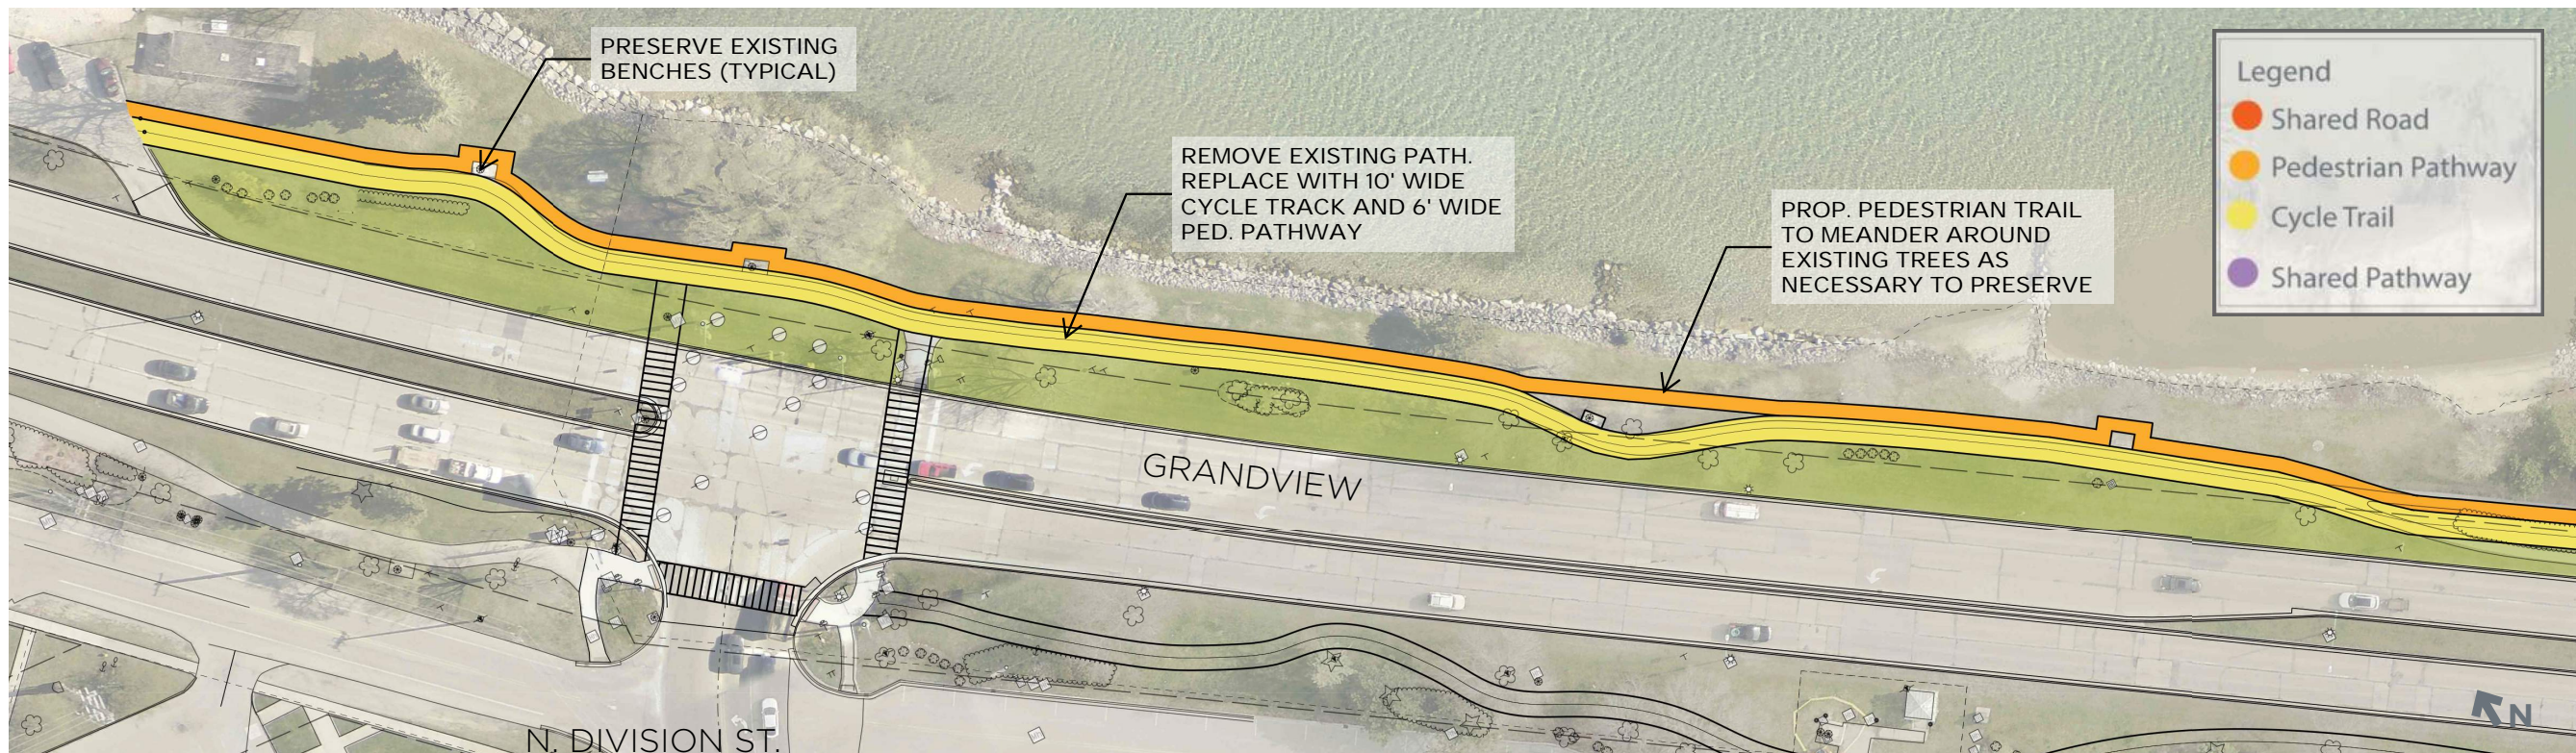 PRESERVE EXISTING
BENCHES (TYPICAL)
REMOVE EXISTING PATH.
REPLACE WITH 10' WIDE
CYCLE TRACK AND 6' WIDE
PED. PATHWAY
PROP. PEDESTRIAN TRAIL
TO MEANDER AROUND
EXISTING TREES AS
NECESSARY TO PRESERVE
Legend
Shared Road
Pedestrian Pathway
Cycle Trail
Shared Pathway
GRANDVIEW
N. DIVISION ST.
N